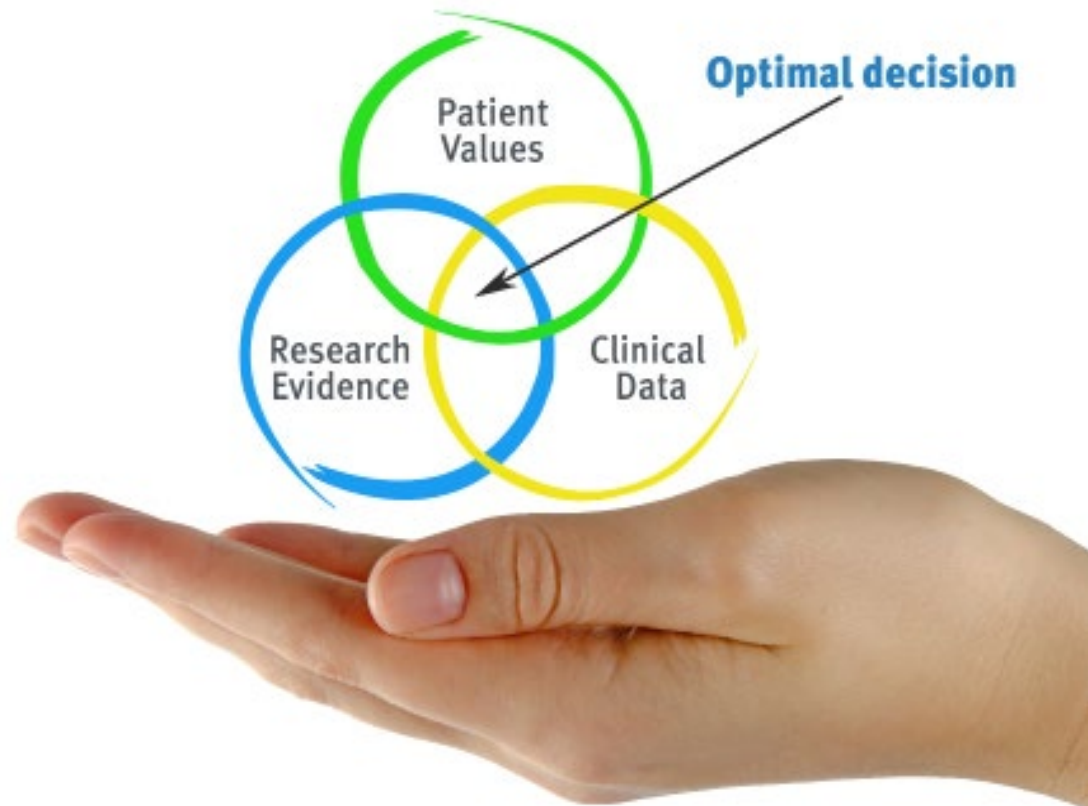 Optimal decision
Patient
Values
Research
Evidence
Clinical
Data